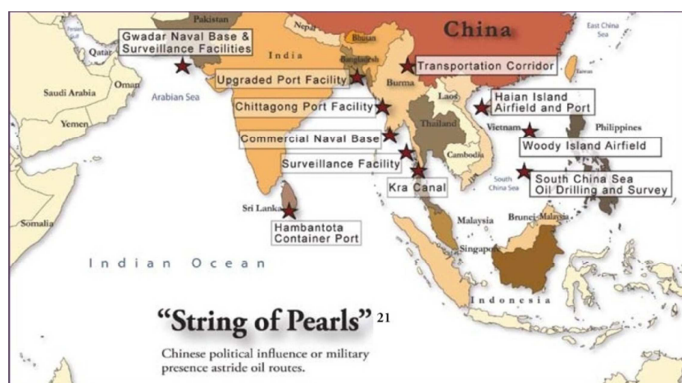 Pakistan
Nepal
Bhutan
China
East China
Sea
Gwadar Naval Base &
Surveillance Facilities
Qatar
India
Bangladesh
Transportation Corridor
Taiwan
Saudi Arabia
Oman
Upgraded Port Facility
Burma
Arabian Sea
Laos
Haian Island
Airfield and Port
Chittagong Port Facility
Yemen
Thailand
Vietnam
Philippines
Commercial Naval Base
Woody Island Airfield
Surveillance Facility
Cambodia
Kra Canal
South
China Sea
South China Sea
Oil Drilling and Survey
Sri Lanka
Hambantota
Container Port
Somalia
Malaysia
Brunei
Malaysia
Singapore
Indian Ocean
Indonesia
“String of Pearls” 21
Chinese political influence or military
presence astride oil routes.